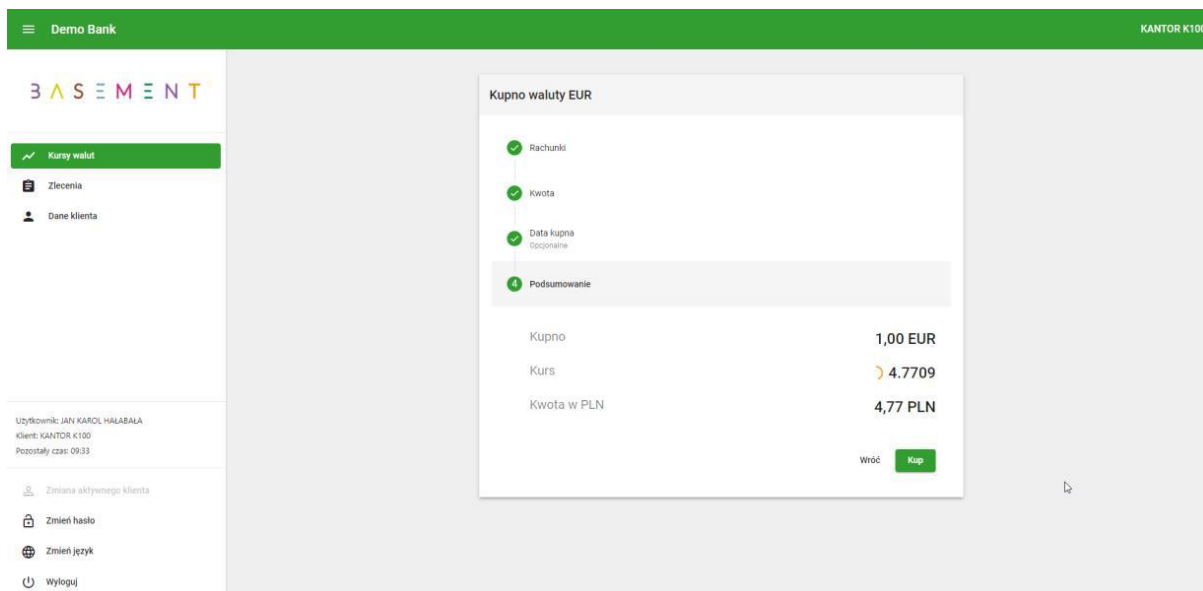 Demo Bank
KANTOR K100
BASEMENT
Kursy walut
Zlecenia
Dane klienta
Użytkownik: JAN KAROL HAŁABAŁA
Klient: KANTOR K100
Pozostały czas: 09:33
Zmiana aktywnego klienta
Zmień hasło
Zmień język
Wyloguj
Kupno waluty EUR
Rachunki
Kwota
Data kupna
Opcjonalne
4 Podsumowanie
Kupno 1,00 EUR
Kurs 4.7709
Kwota w PLN 4,77 PLN
Wróć Kup